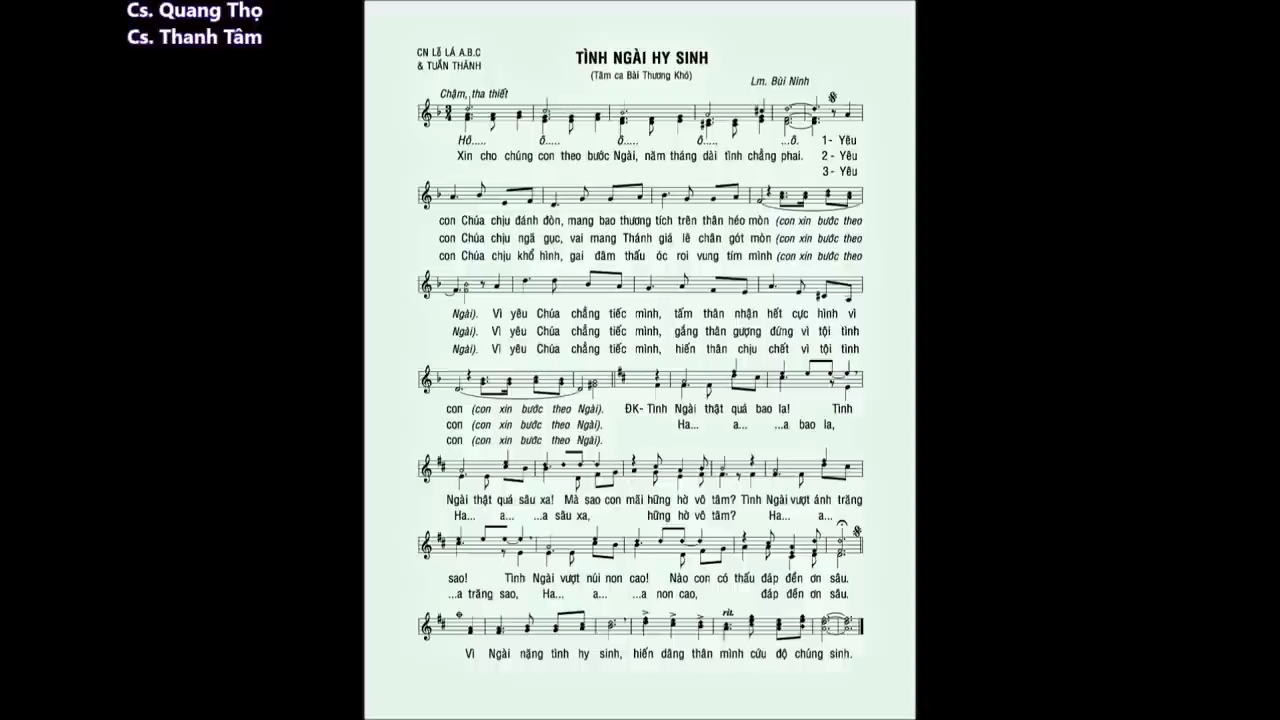 Cs. Quang Thọ
Cs. Thanh Tâm
CN LỄ LÁ A.B.C
& TUẦN THÁNH
TÌNH NGÀI HY SINH
(Tâm ca Bài Thương Khó)
Lm. Bùi Ninh
Chậm, tha thiết
Hô..... ô..... ô..... ô..... ...ô. 1- Yêu
Xin cho chúng con theo bước Ngài, năm tháng dài tình chẳng phai. 2- Yêu
3- Yêu
con Chúa chịu đánh đòn, mang bao thương tích trên thân héo mòn (con xin bước theo
con Chúa chịu ngã gục, vai mang Thánh giá lê chân gót mòn (con xin bước theo
con Chúa chịu khổ hình, gai đâm thấu óc roi vung tím mình (con xin bước theo
Ngài). Vì yêu Chúa chẳng tiếc mình, tấm thân nhận hết cực hình vì
Ngài). Vì yêu Chúa chẳng tiếc mình, gắng thân gượng đứng vì tội tình
Ngài). Vì yêu Chúa chẳng tiếc mình, hiến thân chịu chết vì tội tình
con (con xin bước theo Ngài). ĐK- Tình Ngài thật quá bao la! Tình
con (con xin bước theo Ngài). Ha... a... ...a bao la,
con (con xin bước theo Ngài).
Ngài thật quá sâu xa! Mà sao con mãi hững hờ vô tâm? Tình Ngài vượt ánh trăng
Ha... a... ...a sâu xa, hững hờ vô tâm? Ha... a...
sao! Tình Ngài vượt núi non cao! Nào con có thấu đáp đền ơn sâu.
...a trăng sao, Ha... a... ...a non cao, đáp đền ơn sâu.
rit.
Vì Ngài nặng tình hy sinh, hiến dâng thân mình cứu độ chúng sinh.